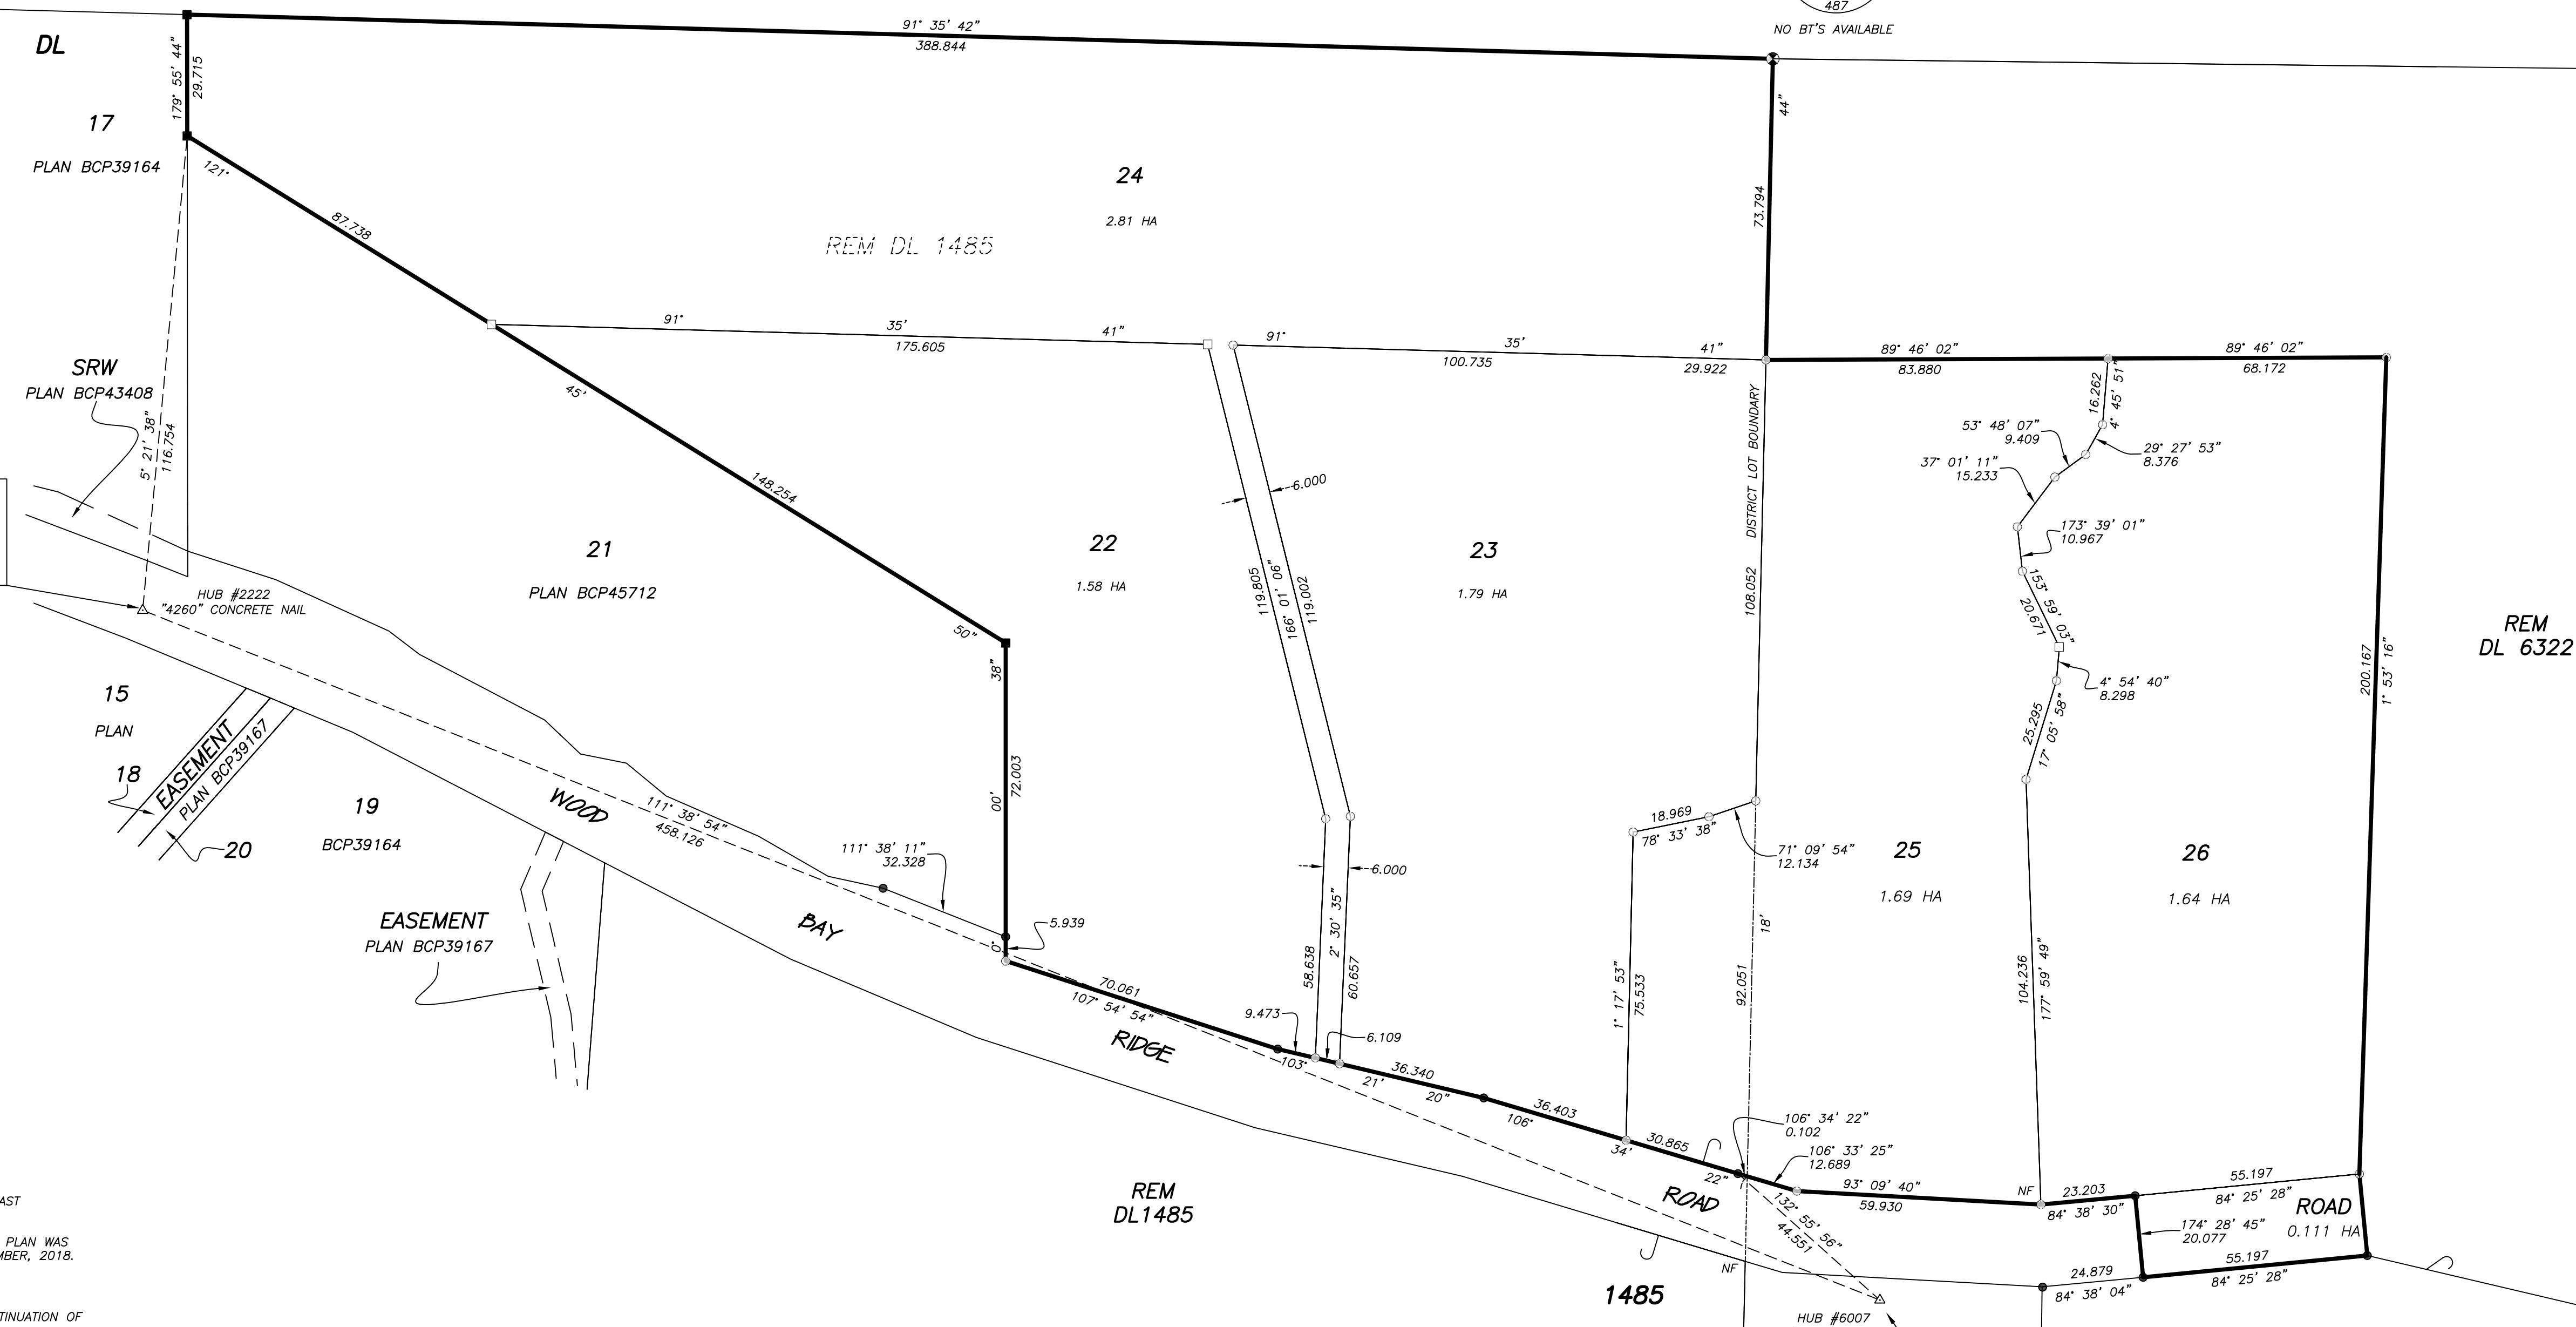 487
NO BT'S AVAILABLE
91° 35' 42"
388.844
DL
179° 55' 44"
29.715
17
PLAN BCP39164
44"
73.794
24
2.81 HA
REM DL 1485
121°
87.738
45'
148.254
50"
91° 35' 41"
175.605
91° 35' 41"
100.735
29.922
89° 46' 02"
83.880
89° 46' 02"
68.172
SRW
PLAN BCP43408
5° 21' 38"
116.754
HUB #2222
"4260" CONCRETE NAIL
21
PLAN BCP45712
22
1.58 HA
6.000
119.805
166° 01' 06"
119.002
23
1.79 HA
DISTRICT LOT BOUNDARY
108.052
16.262
4° 45' 51"
53° 48' 07"
9.409
29° 27' 53"
8.376
37° 01' 11"
15.233
173° 39' 01"
10.967
153° 59' 03"
20.671
4° 54' 40"
8.298
25.295
17° 05' 58"
200.167
1° 53' 16"
REM
DL 6322
15
PLAN
18
EASEMENT
PLAN BCP39167
20
19
BCP39164
EASEMENT
PLAN BCP39167
WOOD
BAY
RIDGE
ROAD
111° 38' 54"
458.126
111° 38' 11"
32.328
38"
00'
72.003
0°
5.939
70.061
107° 54' 54"
9.473
103°
6.109
6.000
58.638
2° 30' 35"
60.657
36.340
21'
20"
36.403
106°
18.969
78° 33' 38"
71° 09' 54"
12.134
1° 17' 53"
75.533
18'
92.051
25
1.69 HA
26
1.64 HA
104.236
177° 59' 49"
34'
30.865
22"
106° 34' 22"
0.102
106° 33' 25"
12.689
93° 09' 40"
59.930
132° 55' 56"
44.551
NF
23.203
84° 38' 30"
55.197
84° 25' 28"
ROAD
0.111 HA
174° 28' 45"
20.077
55.197
84° 25' 28"
24.879
84° 38' 04"
NF
REM
DL1485
1485
HUB #6007
AST
PLAN WAS
MBER, 2018.
TINUATION OF